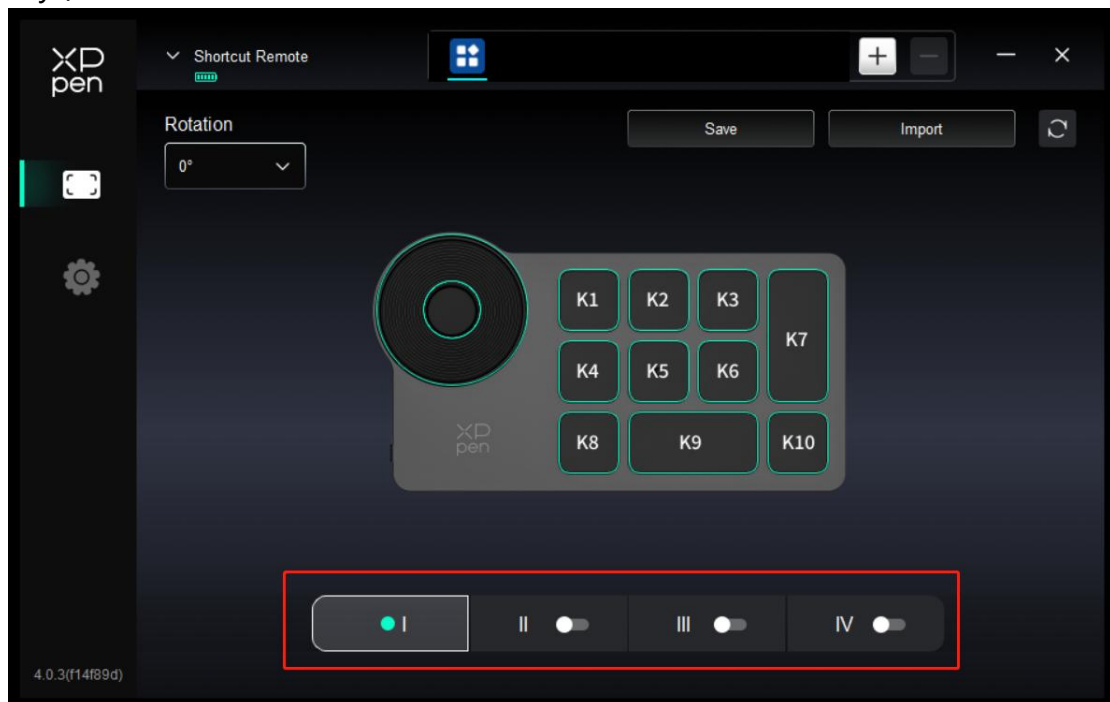 XP
pen
Shortcut Remote
Rotation
0°
Save
Import
K1
K2
K3
K7
K4
K5
K6
XP
pen
K8
K9
K10
I
II
III
IV
4.0.3(f14f89d)